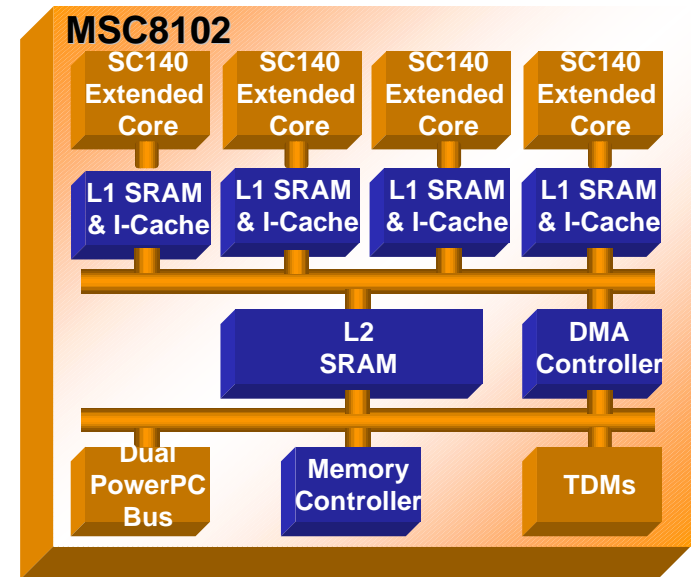 MSC8102
SC140
Extended
Core
SC140
Extended
Core
SC140
Extended
Core
SC140
Extended
Core
L1 SRAM
& I-Cache
L1 SRAM
& I-Cache
L1 SRAM
& I-Cache
L1 SRAM
& I-Cache
L2
SRAM
DMA
Controller
Dual
PowerPC
Bus
Memory
Controller
TDMs